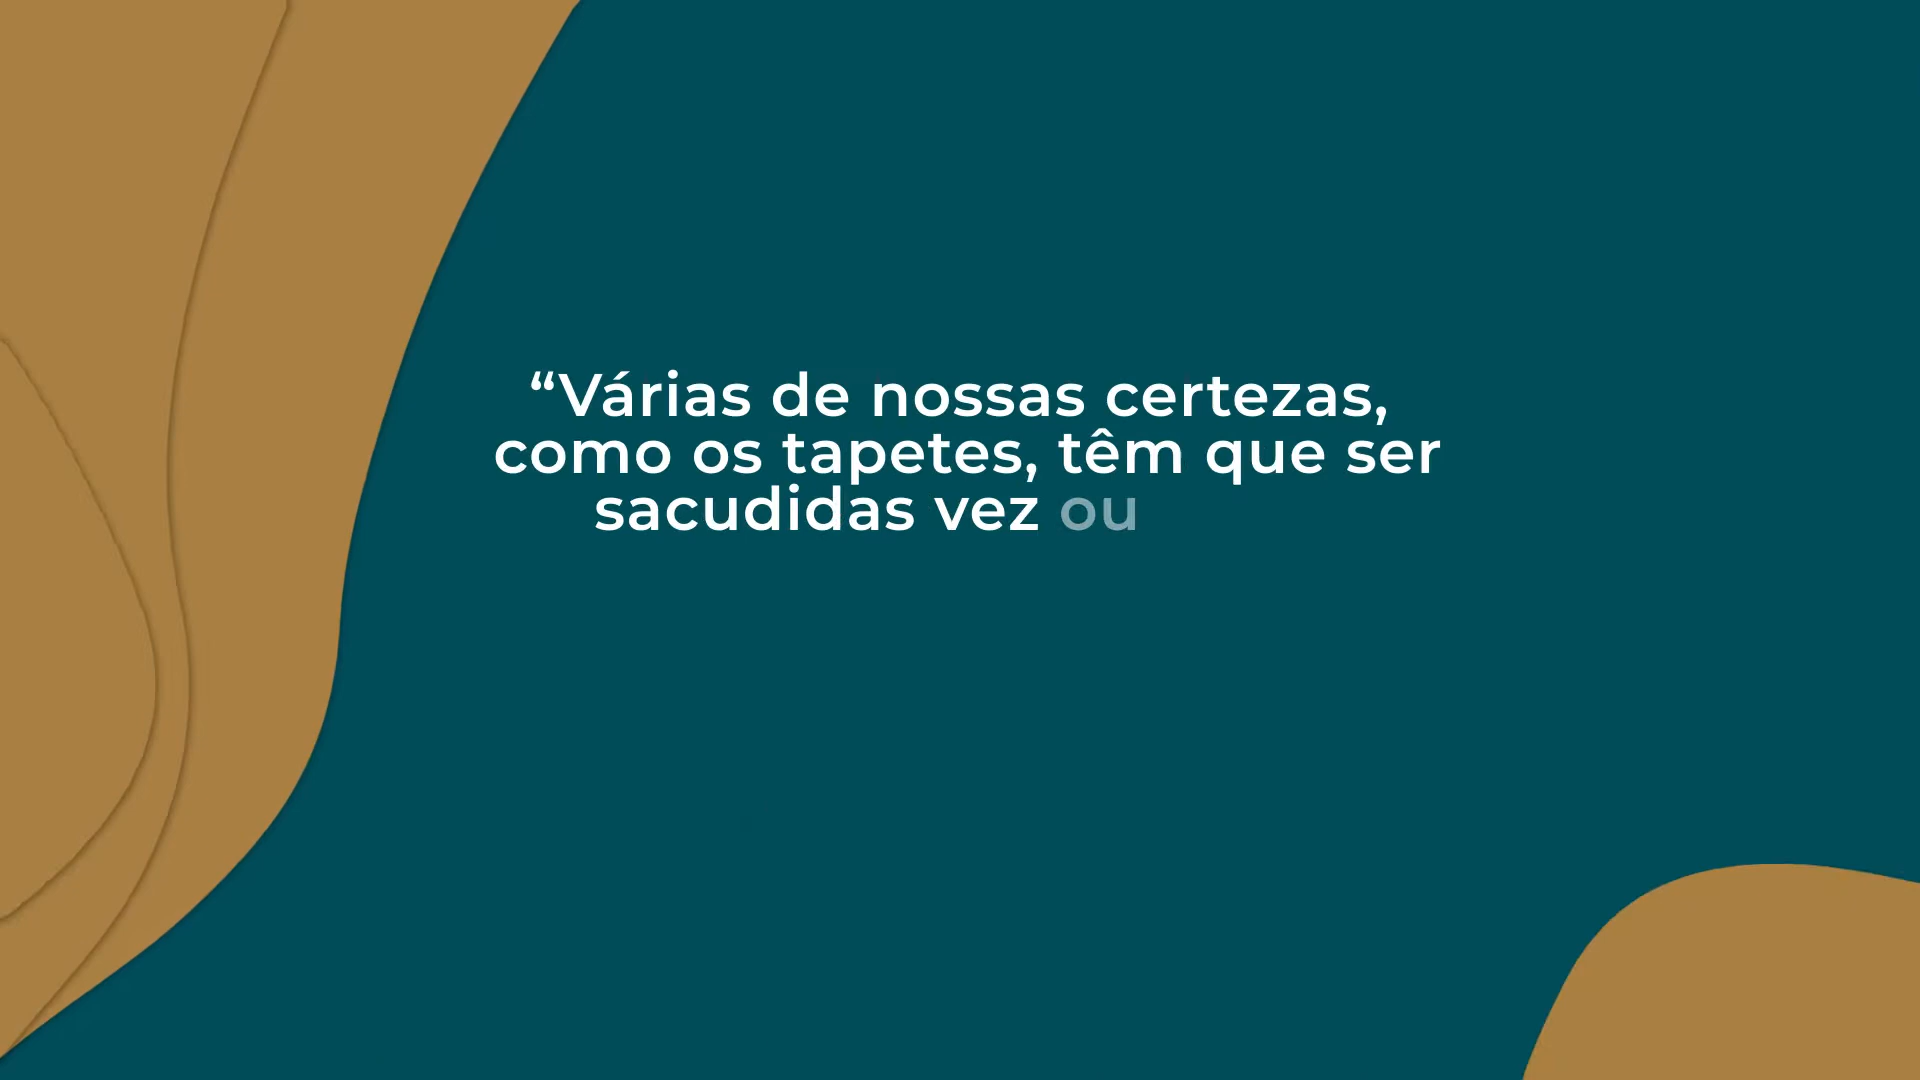 “Várias de nossas certezas,
como os tapetes, têm que ser
sacudidas vez ou